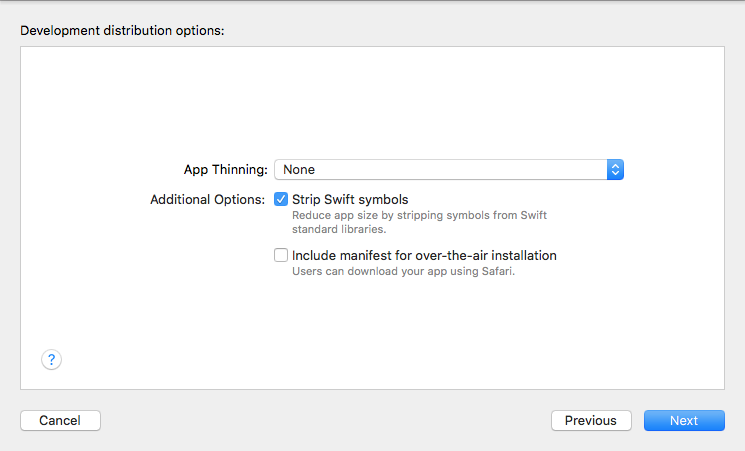 Development distribution options:
App Thinning: None
Additional Options: Strip Swift symbols
Reduce app size by stripping symbols from Swift
standard libraries.
Include manifest for over-the-air installation
Users can download your app using Safari.
?
Cancel Previous Next